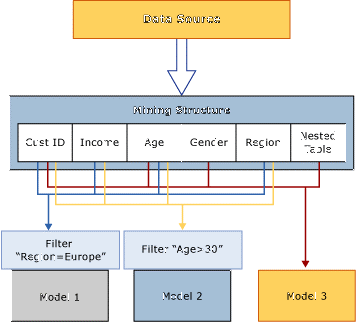 Data Source
Mining Structure
Cust ID
Income
Age
Gender
Region
Nested
Table
Filter
"Region=Europe"
Filter "Age>30"
Model 1
Model 2
Model 3